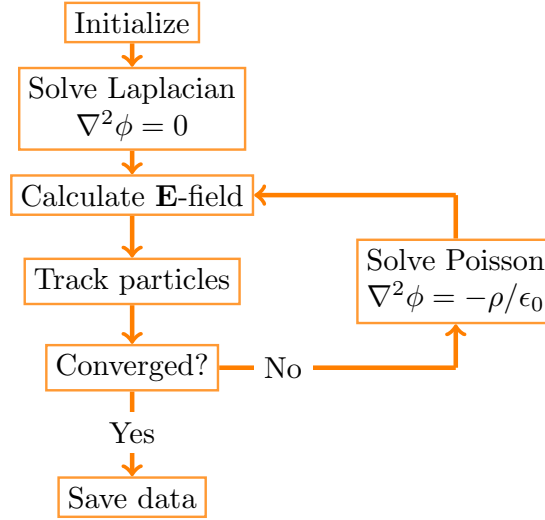 Initialize
Solve Laplacian
∇²ϕ = 0
Calculate E-field
Track particles
Solve Poisson
∇²ϕ = −ρ/ϵ₀
Converged?
No
Yes
Save data